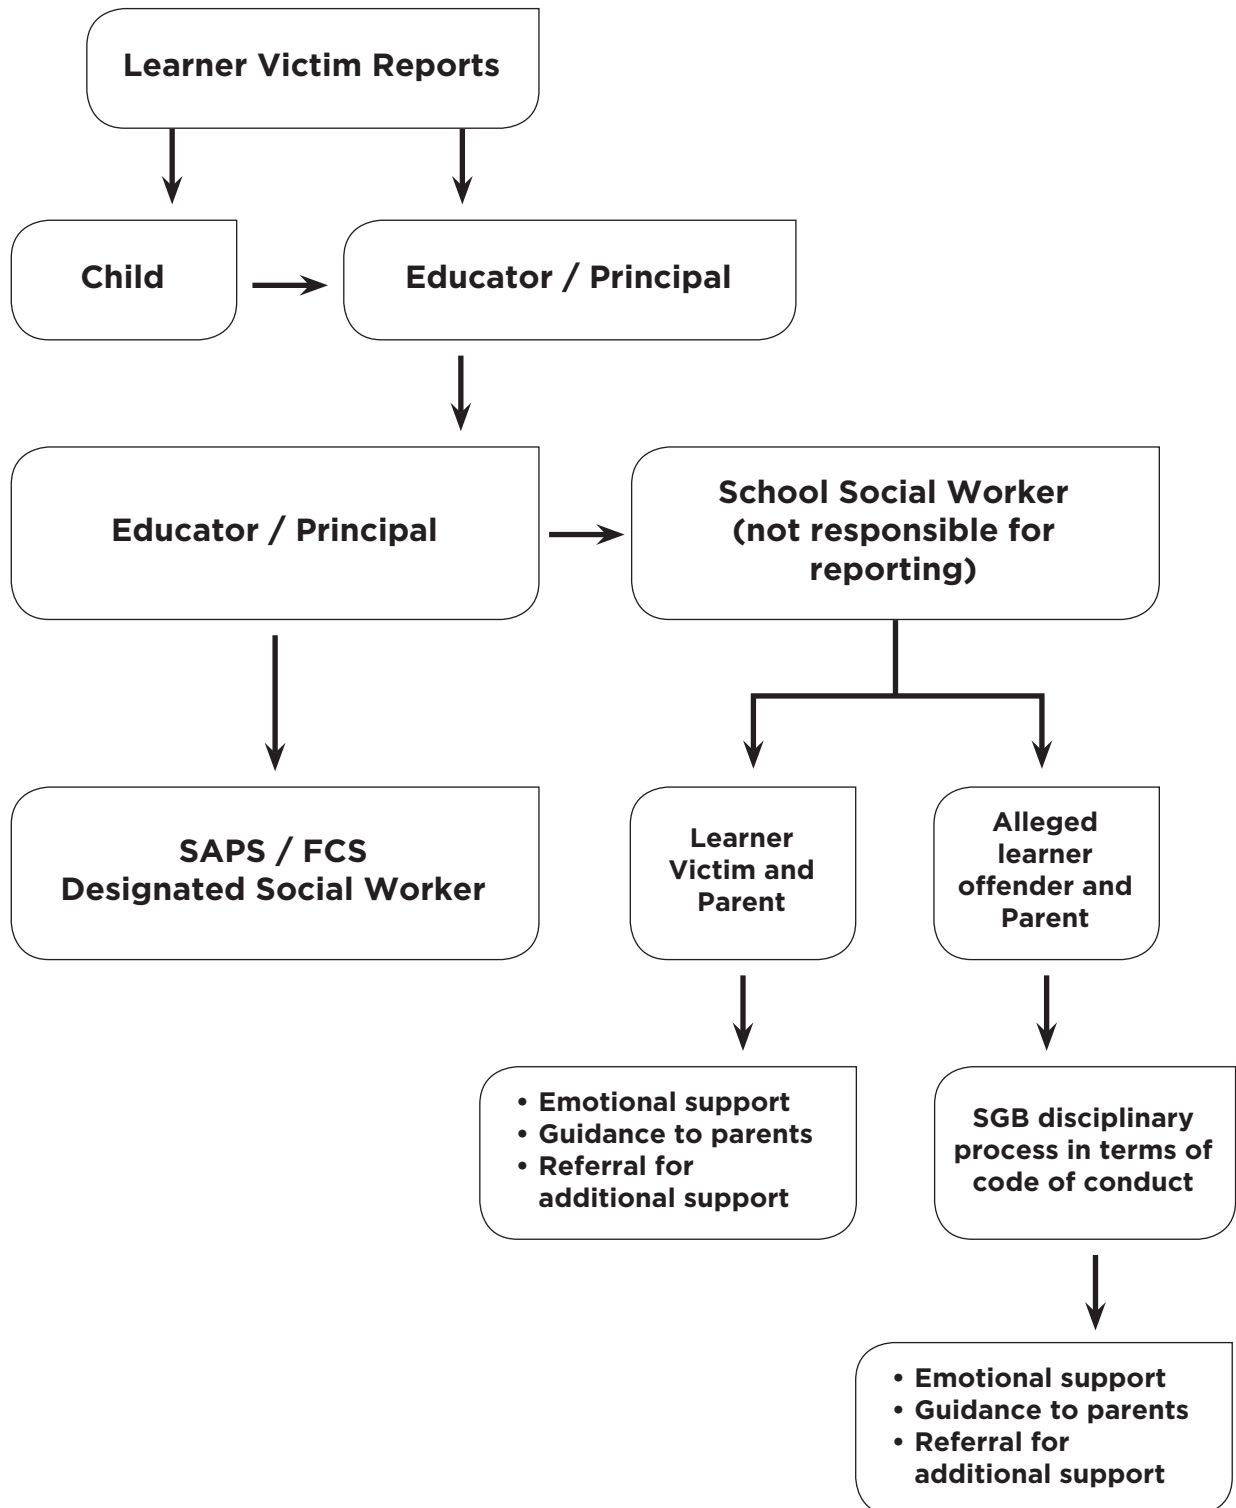 Learner Victim Reports
Child
Educator / Principal
Educator / Principal
School Social Worker
(not responsible for
reporting)
SAPS / FCS
Designated Social Worker
Learner
Victim and
Parent
Alleged
learner
offender and
Parent
• Emotional support
• Guidance to parents
• Referral for
additional support
SGB disciplinary
process in terms of
code of conduct
• Emotional support
• Guidance to parents
• Referral for
additional support